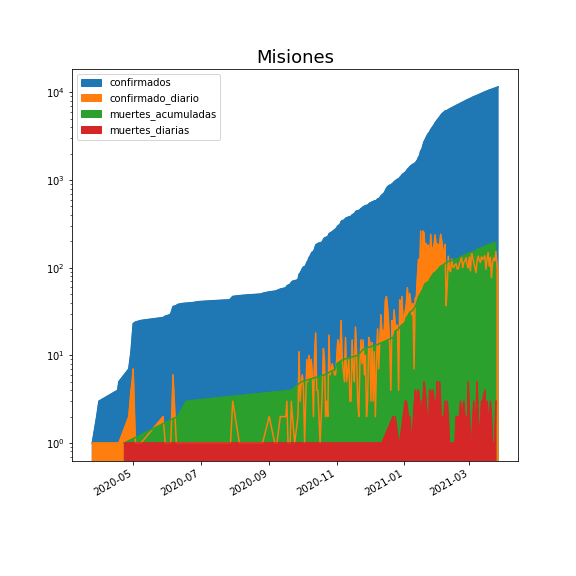 Misiones
confirmados
confirmado_diario
muertes_acumuladas
muertes_diarias
10⁴
10³
10²
10¹
10⁰
2020-05 2020-07 2020-09 2020-11 2021-01 2021-03